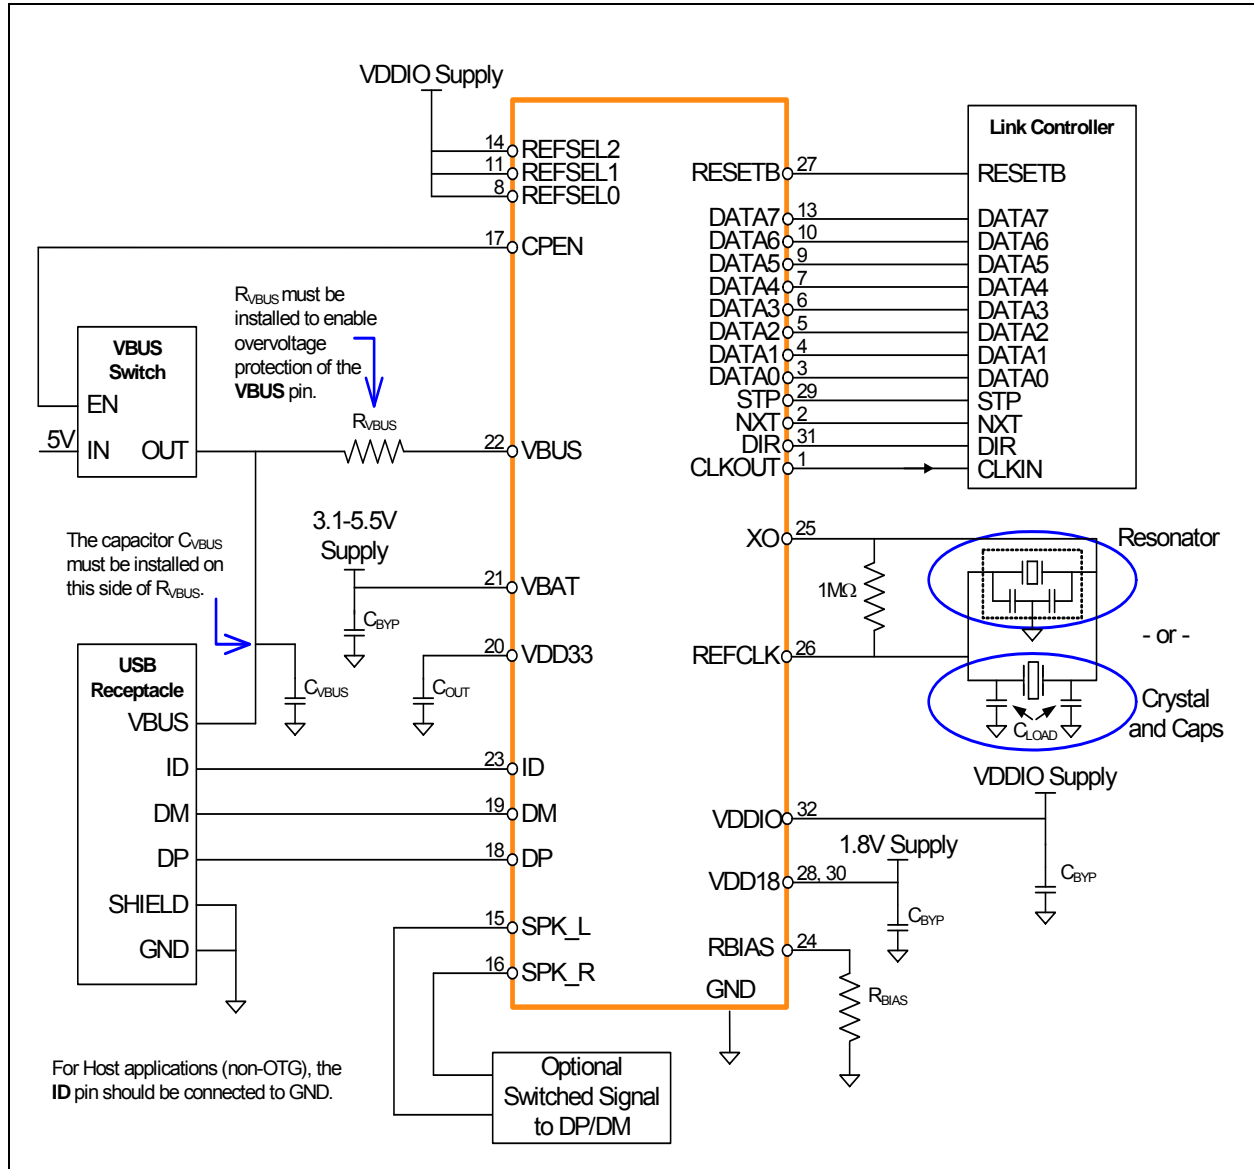 VDDIO Supply
14 REFSEL2
11 REFSEL1
8 REFSEL0
17 CPEN
RVBUS must be
installed to enable
overvoltage
protection of the
VBUS pin.
VBUS
Switch
EN
5V IN OUT
RVBUS
22 VBUS
3.1-5.5V
Supply
21 VBAT
CBYP
The capacitor CVBUS
must be installed on
this side of RVBUS.
20 VDD33
COUT
CVBUS
USB
Receptacle
VBUS
ID 23 ID
DM 19 DM
DP 18 DP
SHIELD
GND
15 SPK_L
16 SPK_R
GND
Optional
Switched Signal
to DP/DM
For Host applications (non-OTG), the
ID pin should be connected to GND.
Link Controller
RESETB 27 RESETB
DATA7 13 DATA7
DATA6 10 DATA6
DATA5 9 DATA5
DATA4 7 DATA4
DATA3 6 DATA3
DATA2 5 DATA2
DATA1 4 DATA1
DATA0 3 DATA0
STP 29 STP
NXT 2 NXT
DIR 31 DIR
CLKOUT 1 CLKIN
XO 25
1MΩ
REFCLK 26
Resonator
- or -
Crystal
and Caps
CLOAD
VDDIO Supply
VDDIO 32
CBYP
1.8V Supply
VDD18 28, 30
CBYP
RBIAS 24
RBIAS